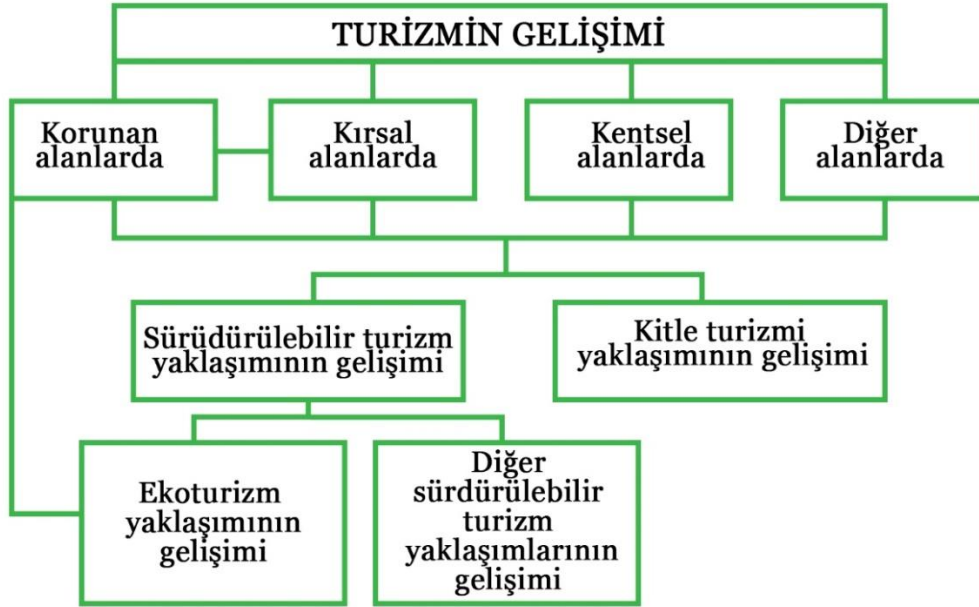 TURİZMİN GELİŞİMİ
Korunan
alanlarda
Kırsal
alanlarda
Kentsel
alanlarda
Diğer
alanlarda
Sürüdürülebilir turizm
yaklaşımının gelişimi
Kitle turizmi
yaklaşımının gelişimi
Ekoturizm
yaklaşımının
gelişimi
Diğer
sürdürülebilir
turizm
yaklaşımlarının
gelişimi